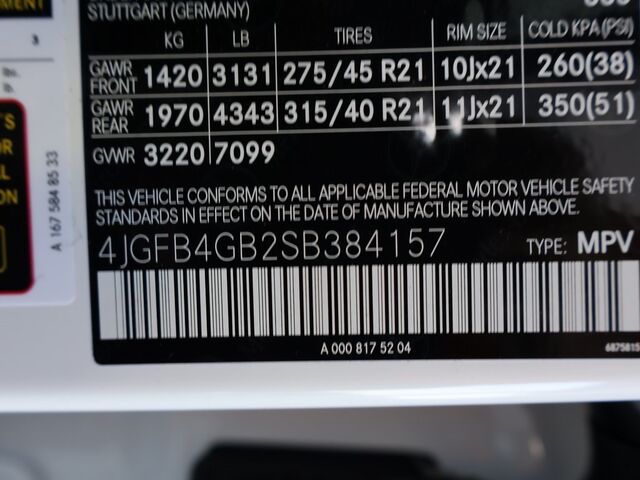 STUTTGART (GERMANY)
KG LB TIRES RIM SIZE COLD KPA(PSI)
GAWR FRONT 1420 3131 275/45 R21 10Jx21 260(38)
GAWR REAR 1970 4343 315/40 R21 11Jx21 350(51)
GVWR 3220 7099
THIS VEHICLE CONFORMS TO ALL APPLICABLE FEDERAL MOTOR VEHICLE SAFETY
STANDARDS IN EFFECT ON THE DATE OF MANUFACTURE SHOWN ABOVE.
4JGFB4GB2SB384157 TYPE: MPV
A 000 817 52 04 6875815
3
lbs.
A 167 584 85 33